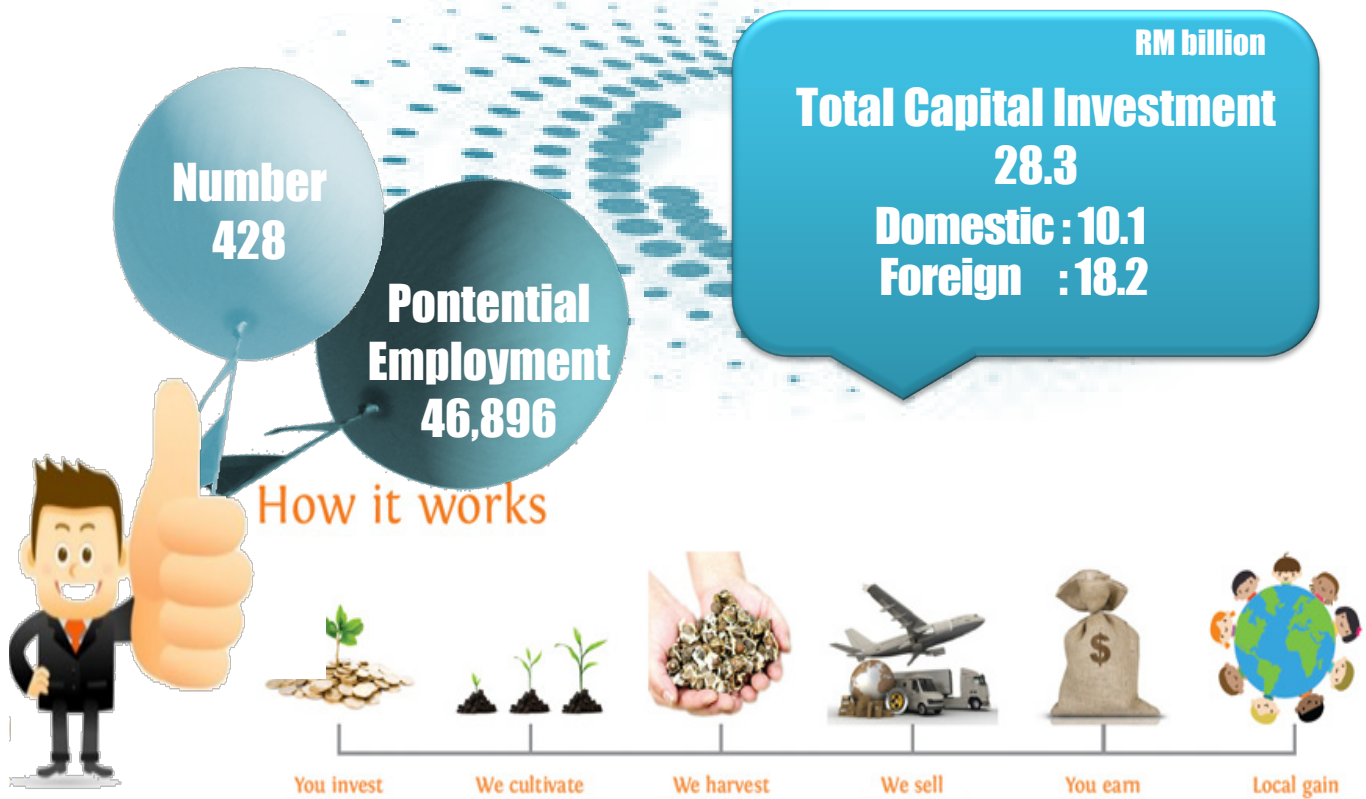 RM billion
Total Capital Investment
28.3
Domestic : 10.1
Foreign : 18.2
Number
428
Pontential
Employment
46,896
How it works
$
You invest
We cultivate
We harvest
We sell
You earn
Local gain